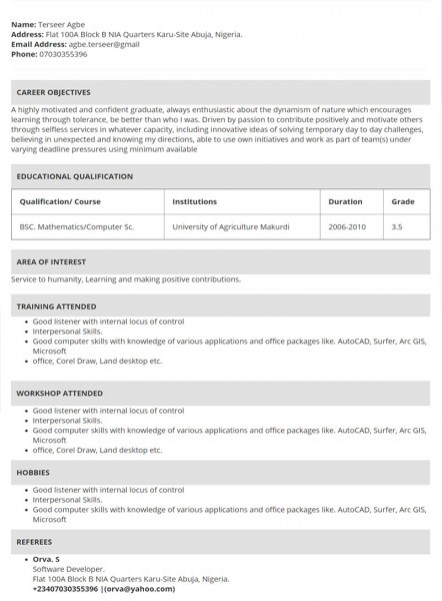 Name: Terseer Agbe
Address: Flat 100A Block B NIA Quarters Karu-Site Abuja, Nigeria.
Email Address: agbe.terseer@gmail
Phone: 07030355396
CAREER OBJECTIVES
A highly motivated and confident graduate, always enthusiastic about the dynamism of nature which encourages
learning through tolerance, be better than who I was. Driven by passion to contribute positively and motivate others
through selfless services in whatever capacity, including innovative ideas of solving temporary day to day challenges,
believing in unexpected and knowing my directions, able to use own initiatives and work as part of team(s) under
varying deadline pressures using minimum available
EDUCATIONAL QUALIFICATION
Qualification/ Course Institutions Duration Grade
BSC. Mathematics/Computer Sc. University of Agriculture Makurdi 2006-2010 3.5
AREA OF INTEREST
Service to humanity, Learning and making positive contributions.
TRAINING ATTENDED
• Good listener with internal locus of control
• Interpersonal Skills.
• Good computer skills with knowledge of various applications and office packages like. AutoCAD, Surfer, Arc GIS,
Microsoft
• office, Corel Draw, Land desktop etc.
WORKSHOP ATTENDED
• Good listener with internal locus of control
• Interpersonal Skills.
• Good computer skills with knowledge of various applications and office packages like. AutoCAD, Surfer, Arc GIS,
Microsoft
• office, Corel Draw, Land desktop etc.
HOBBIES
• Good listener with internal locus of control
• Interpersonal Skills.
• Good computer skills with knowledge of various applications and office packages like. AutoCAD, Surfer, Arc GIS,
Microsoft
REFEREES
• Orva. S
Software Developer.
Flat 100A Block B NIA Quarters Karu-Site Abuja, Nigeria.
+23407030355396 |(orva@yahoo.com)